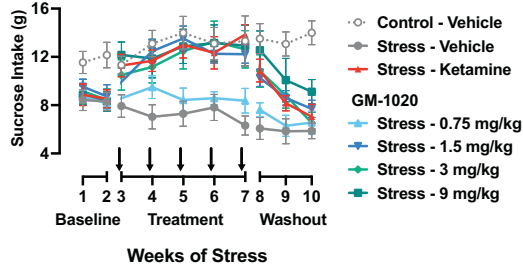 Sucrose Intake (g)
16
12
8
4
1 2 3 4 5 6 7 8 9 10
Baseline Treatment Washout
Weeks of Stress
Control - Vehicle
Stress - Vehicle
Stress - Ketamine
GM-1020
Stress - 0.75 mg/kg
Stress - 1.5 mg/kg
Stress - 3 mg/kg
Stress - 9 mg/kg